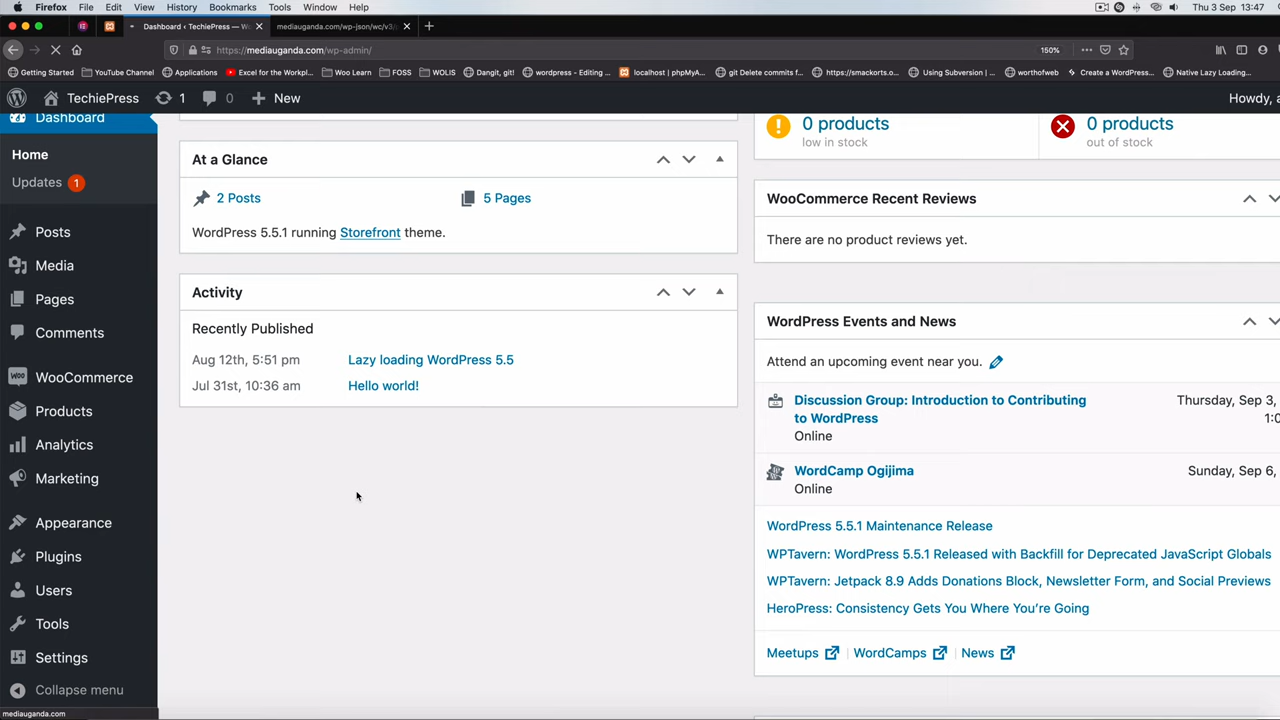 Firefox File Edit View History Bookmarks Tools Window Help Thu 3 Sep 13:47
Dashboard ‹ TechiePress — W
mediauganda.com/wp-json/wc/v3/
https://mediauganda.com/wp-admin/ 150%
Getting Started YouTube Channel Applications Excel for the Workpl... Woo Learn FOSS WOLIS Dangit, git! wordpress - Editing ... localhost | phpMyA... git Delete commits f... https://smackorts.o... Using Subversion |... worthofweb Create a WordPress... Native Lazy Loading...
TechiePress 1 0 New Howdy, a
Dashboard
Home
Updates 1
Posts
Media
Pages
Comments
WooCommerce
Products
Analytics
Marketing
Appearance
Plugins
Users
Tools
Settings
Collapse menu
mediauganda.com
At a Glance
2 Posts 5 Pages
WordPress 5.5.1 running Storefront theme.
Activity
Recently Published
Aug 12th, 5:51 pm Lazy loading WordPress 5.5
Jul 31st, 10:36 am Hello world!
0 products 0 products
low in stock out of stock
WooCommerce Recent Reviews
There are no product reviews yet.
WordPress Events and News
Attend an upcoming event near you.
Discussion Group: Introduction to Contributing Thursday, Sep 3,
to WordPress 1:0
Online
WordCamp Ogijima Sunday, Sep 6,
Online
WordPress 5.5.1 Maintenance Release
WPTavern: WordPress 5.5.1 Released with Backfill for Deprecated JavaScript Globals
WPTavern: Jetpack 8.9 Adds Donations Block, Newsletter Form, and Social Previews
HeroPress: Consistency Gets You Where You're Going
Meetups WordCamps News